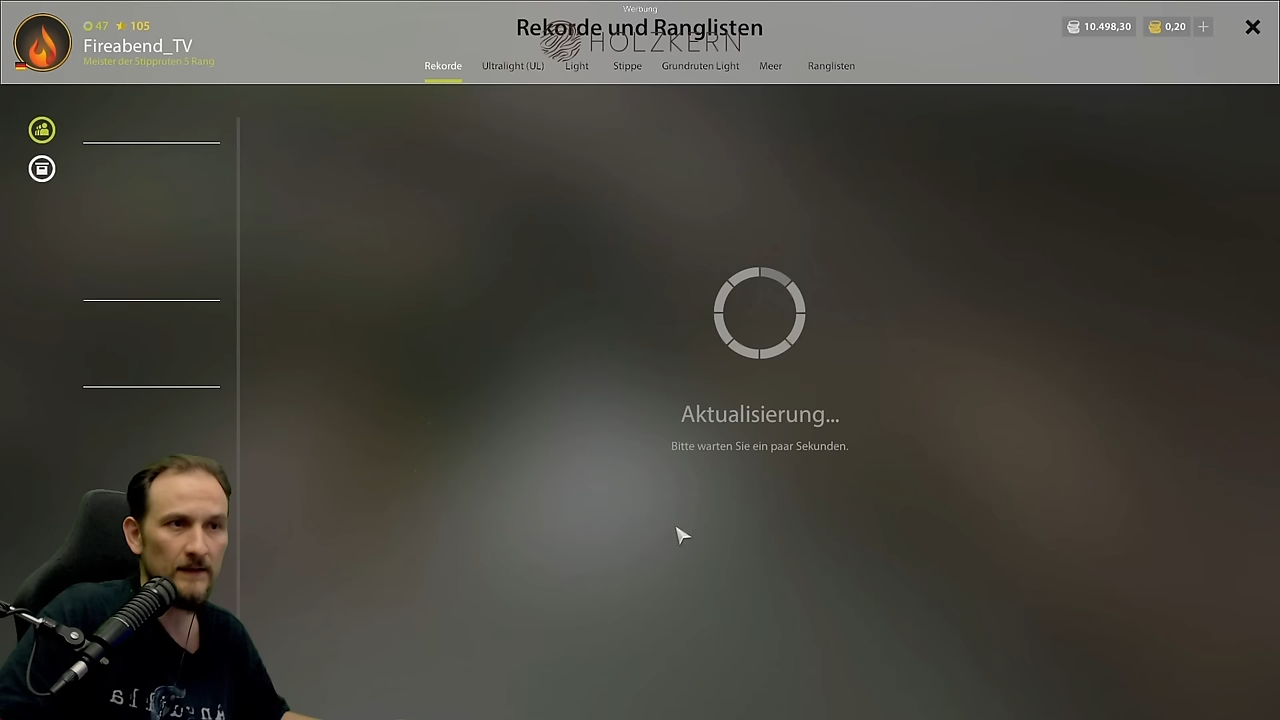 Werbung
Rekorde und Ranglisten
HOLZKERN
47 105
Fireabend_TV
Meister der Stippruten 5 Rang
10.498,30
0,20
Rekorde
Ultralight (UL)
Light
Stippe
Grundruten Light
Meer
Ranglisten
Aktualisierung...
Bitte warten Sie ein paar Sekunden.